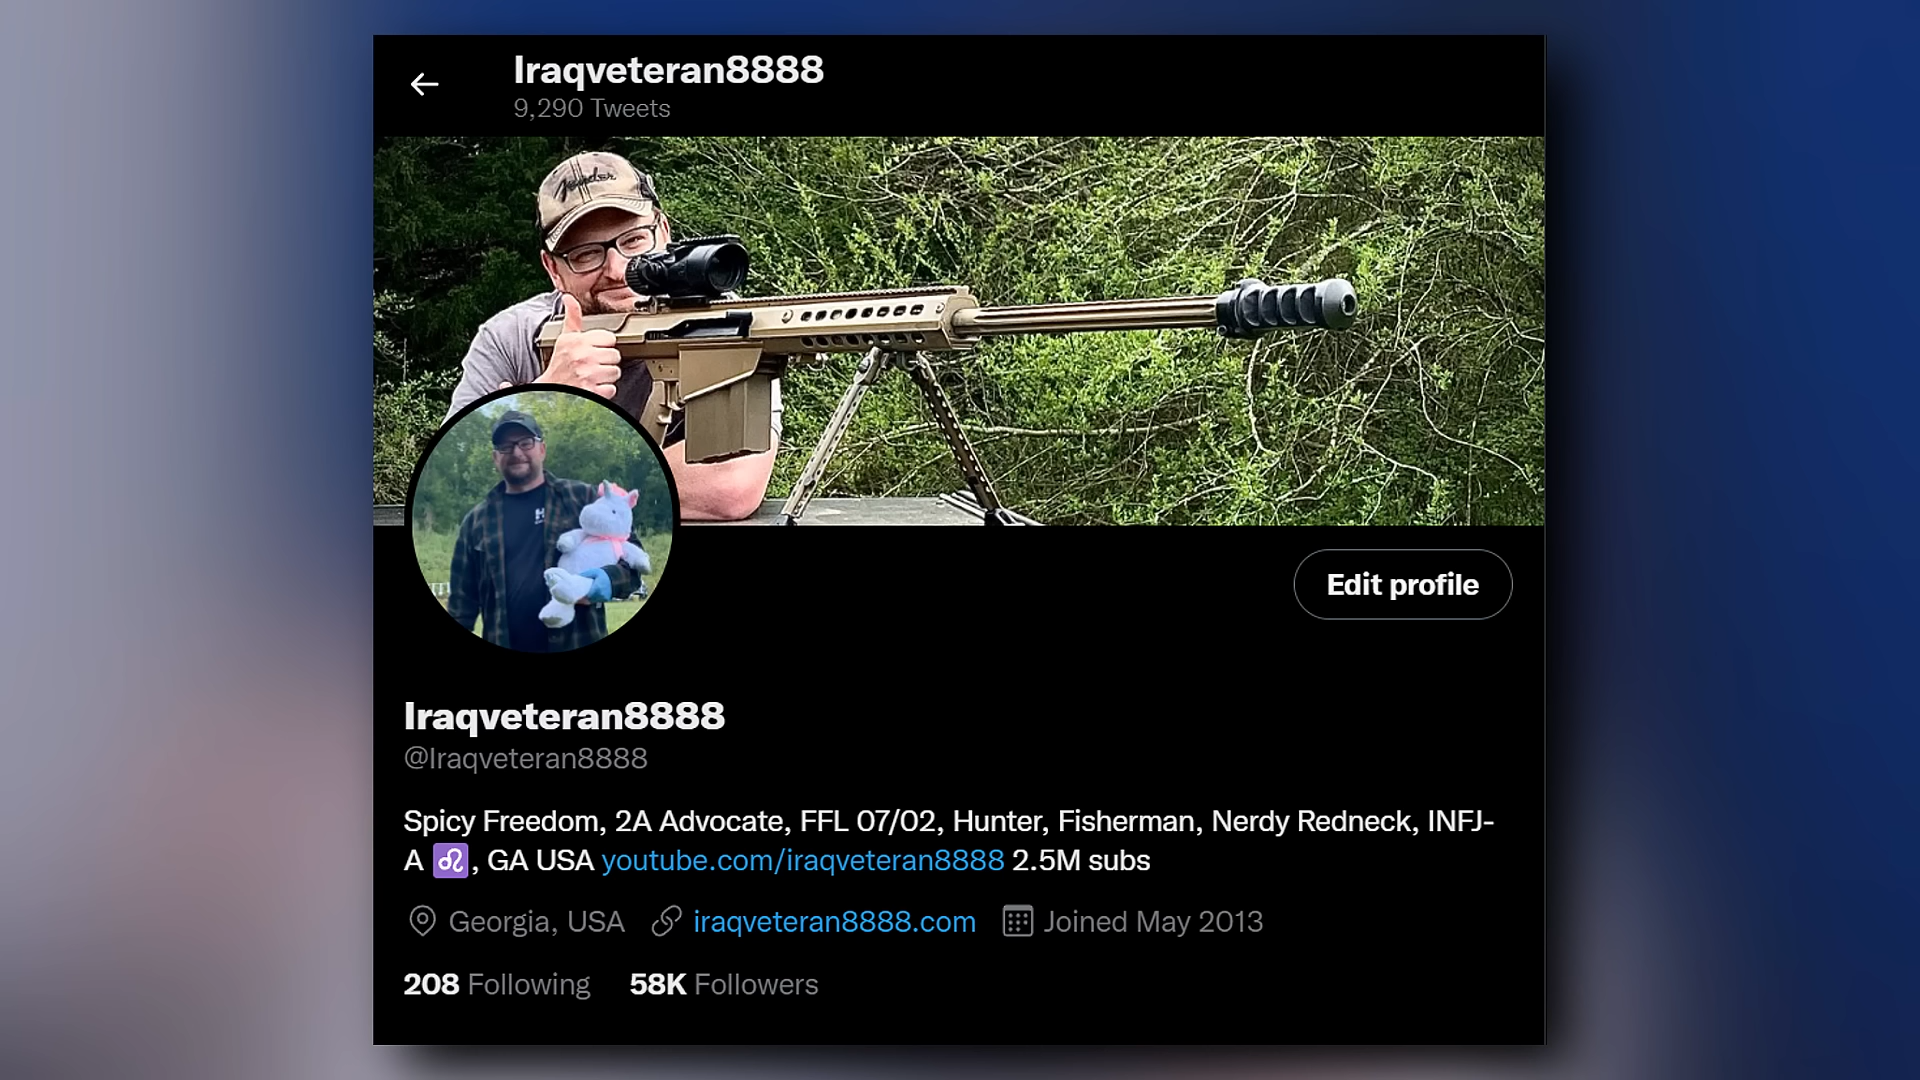 Iraqveteran8888
9,290 Tweets
Fender
Edit profile
Iraqveteran8888
@Iraqveteran8888
Spicy Freedom, 2A Advocate, FFL 07/02, Hunter, Fisherman, Nerdy Redneck, INFJ-
A ♌, GA USA youtube.com/iraqveteran8888 2.5M subs
Georgia, USA iraqveteran8888.com Joined May 2013
208 Following 58K Followers